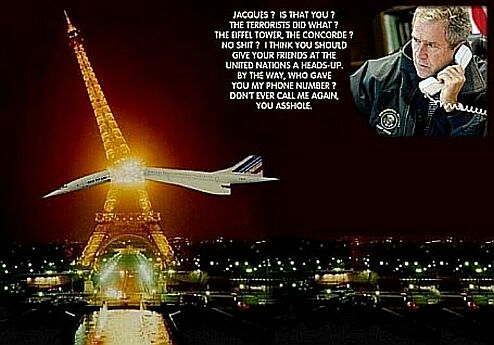 JACQUES ? IS THAT YOU ?
THE TERRORISTS DID WHAT ?
THE EIFFEL TOWER, THE CONCORDE ?
NO SHIT ? I THINK YOU SHOULD
GIVE YOUR FRIENDS AT THE
UNITED NATIONS A HEADS-UP.
BY THE WAY, WHO GAVE
YOU MY PHONE NUMBER ?
DON'T EVER CALL ME AGAIN,
YOU ASSHOLE.